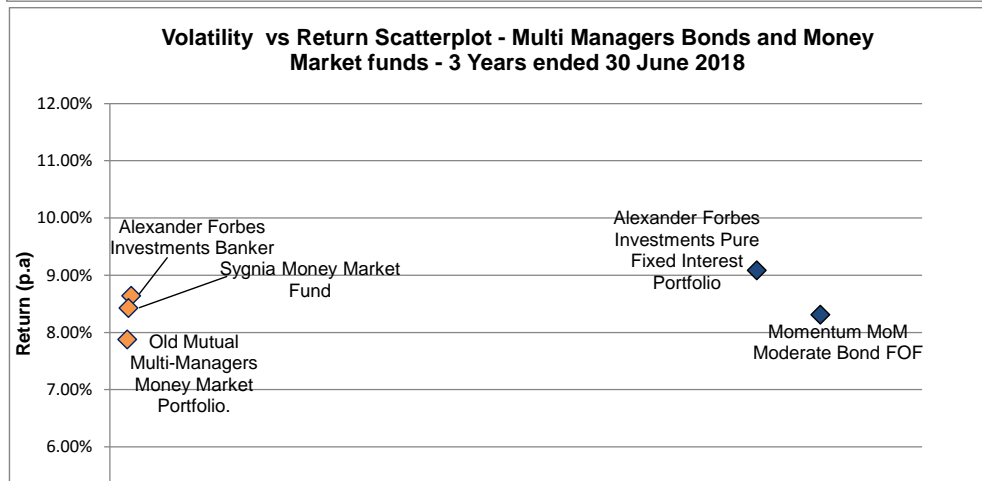 Volatility vs Return Scatterplot - Multi Managers Bonds and Money
Market funds - 3 Years ended 30 June 2018
12.00%
11.00%
10.00%
9.00%
8.00%
7.00%
6.00%
Return (p.a)
Alexander Forbes
Investments Banker
Sygnia Money Market
Fund
Old Mutual
Multi-Managers
Money Market
Portfolio.
Alexander Forbes
Investments Pure
Fixed Interest
Portfolio
Momentum MoM
Moderate Bond FOF